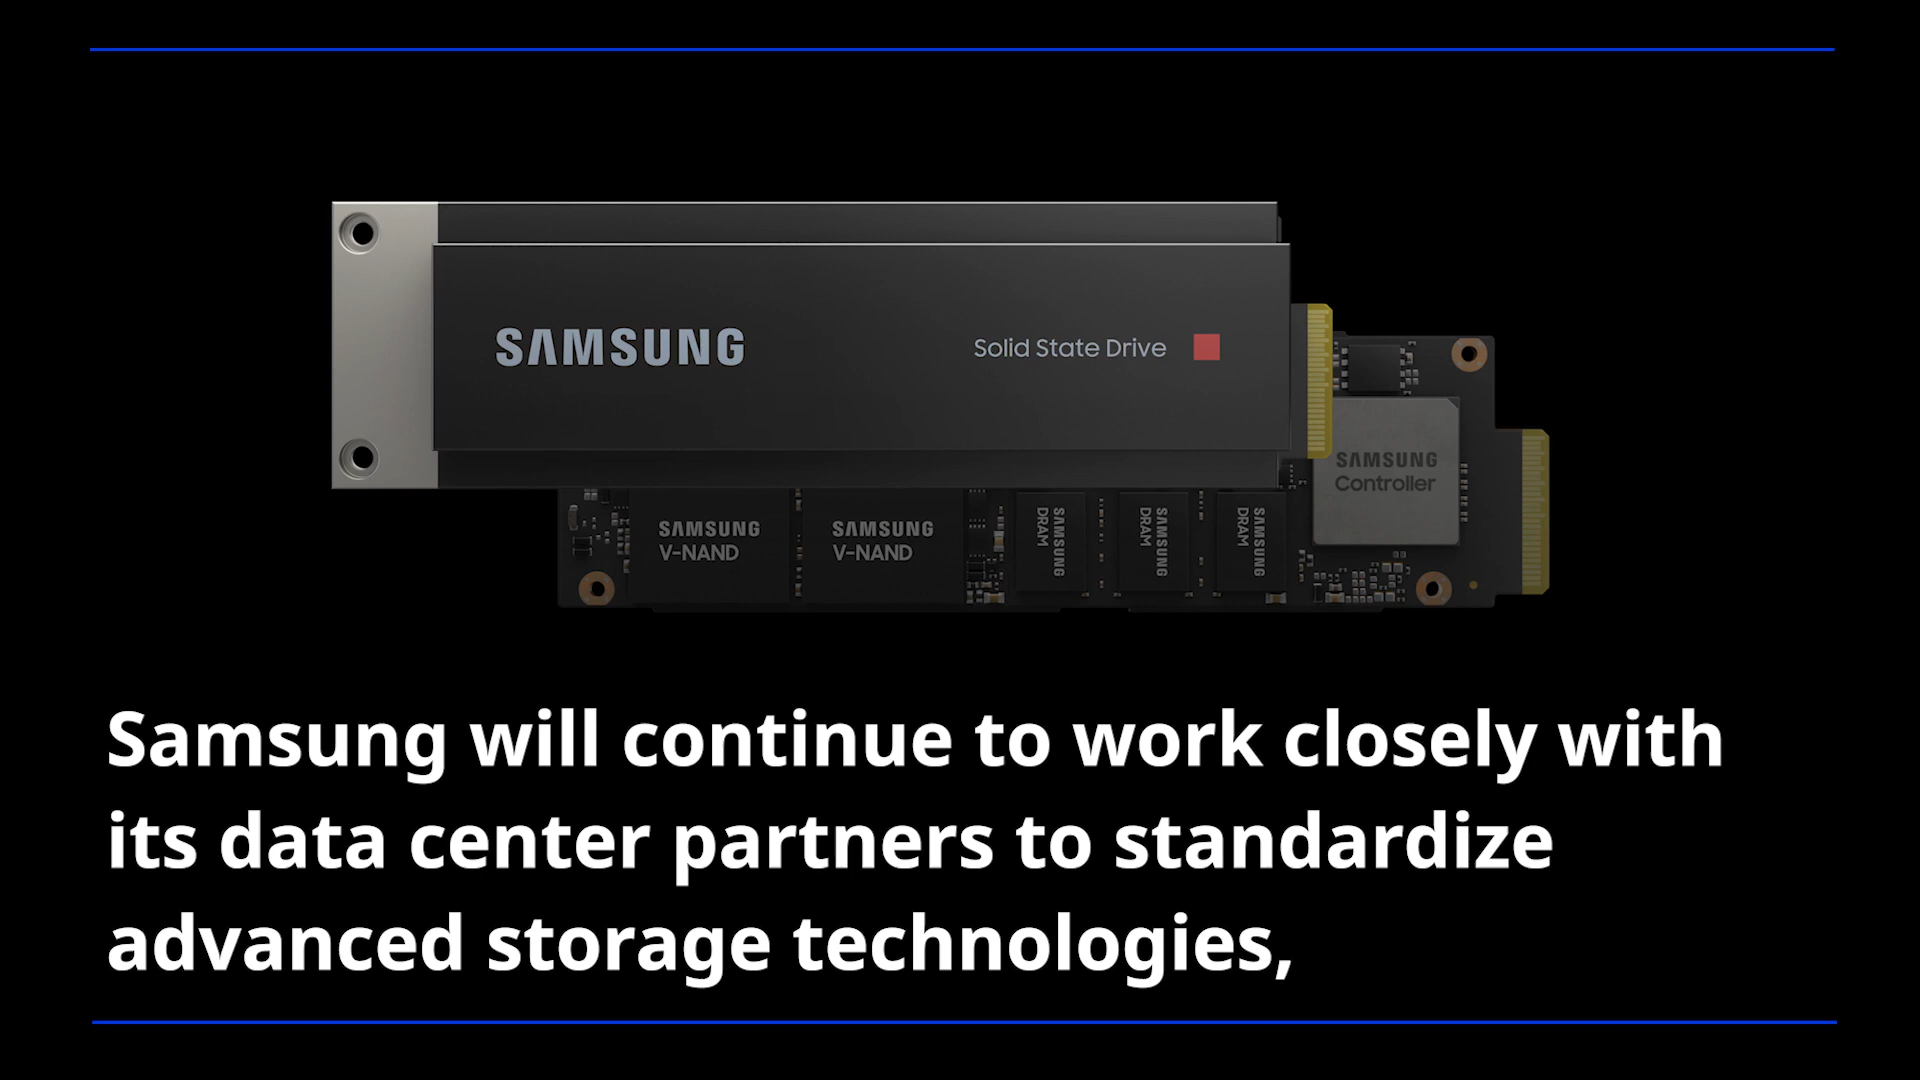 SAMSUNG
Solid State Drive
SAMSUNG
Controller
SAMSUNG
V-NAND
SAMSUNG
V-NAND
SAMSUNG
DRAM
SAMSUNG
DRAM
SAMSUNG
DRAM
Samsung will continue to work closely with
its data center partners to standardize
advanced storage technologies,